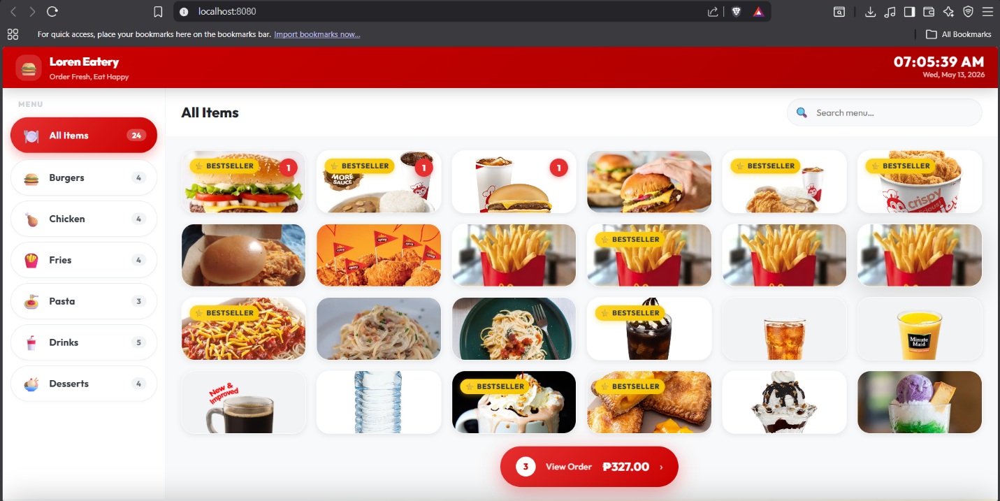 localhost:8080
For quick access, place your bookmarks here on the bookmarks bar. Import bookmarks now...
All Bookmarks
Loren Eatery
Order Fresh, Eat Happy
07:05:39 AM
Wed, May 13, 2026
MENU
All Items 24
Burgers 4
Chicken 4
Fries 4
Pasta 3
Drinks 5
Desserts 4
All Items
Search menu...
BESTSELLER 1
BESTSELLER 1
MORE
SAUCE
1
BESTSELLER
BESTSELLER
crispy
BESTSELLER
BESTSELLER
BESTSELLER
Minute
Maid
New &
Improved
BESTSELLER
BESTSELLER
3 View Order ₱327.00 ›